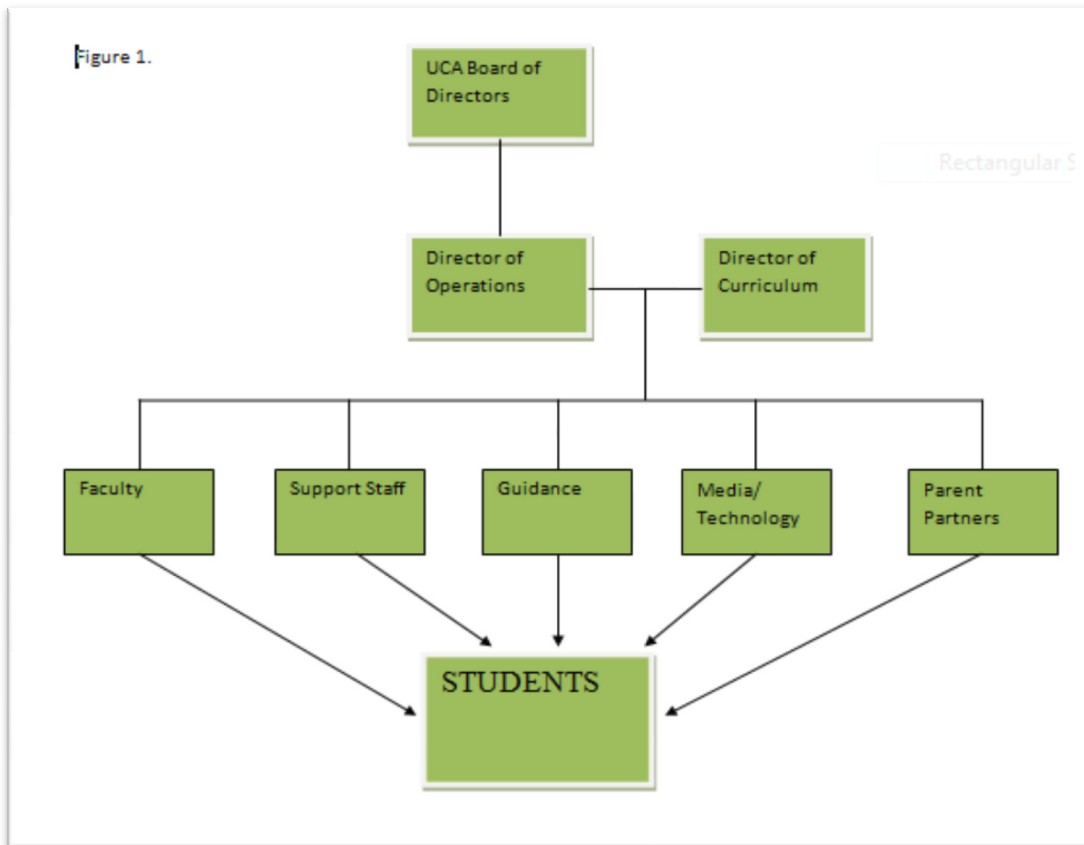 Figure 1.
UCA Board of
Directors
Rectangular S
Director of
Operations
Director of
Curriculum
Faculty
Support Staff
Guidance
Media/
Technology
Parent
Partners
STUDENTS